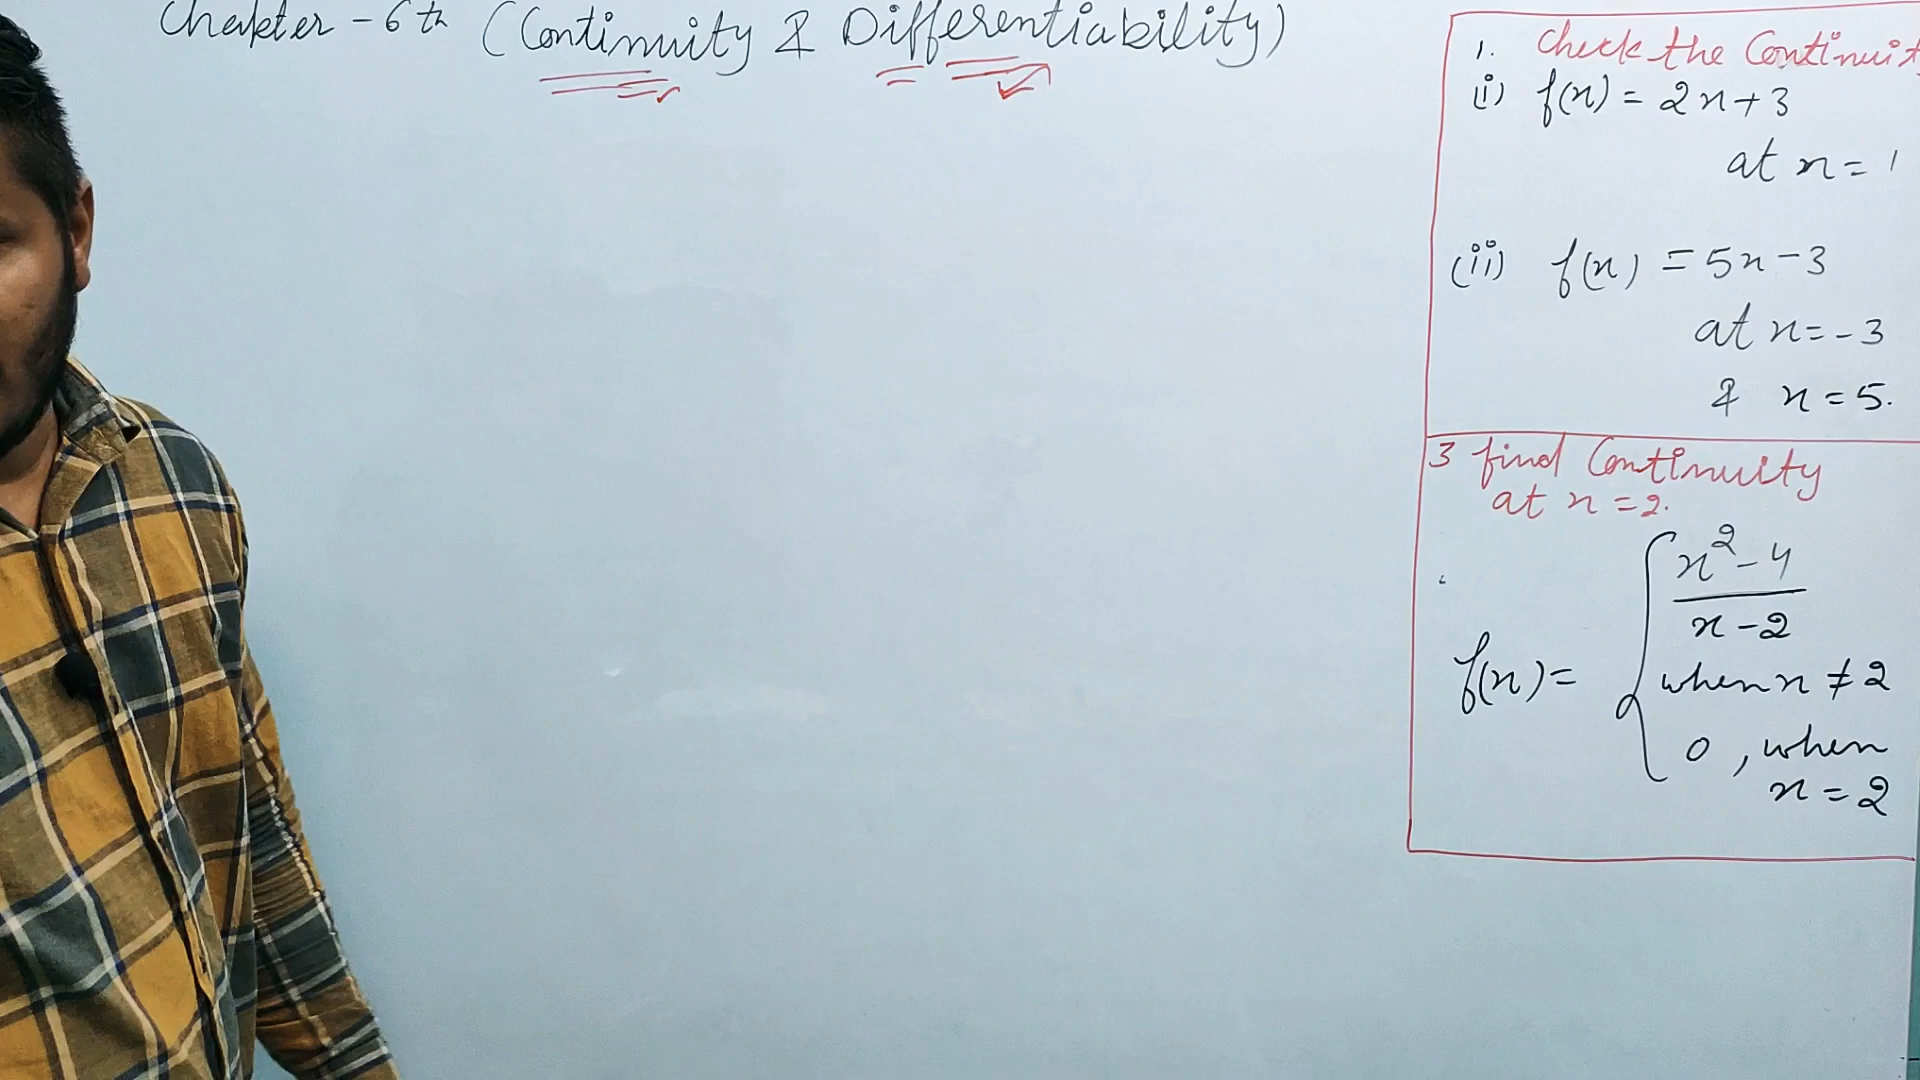 Chapter - 6th (Continuity & Differentiability)
1. Check the Continuit
(i) f(x) = 2x+3
at x = 1
(ii) f(x) = 5x-3
at x=-3
& x=5.
3 find Continuity
at x=2.
x²-4
x-2
f(x)=
when x ≠ 2
0 , when
x = 2